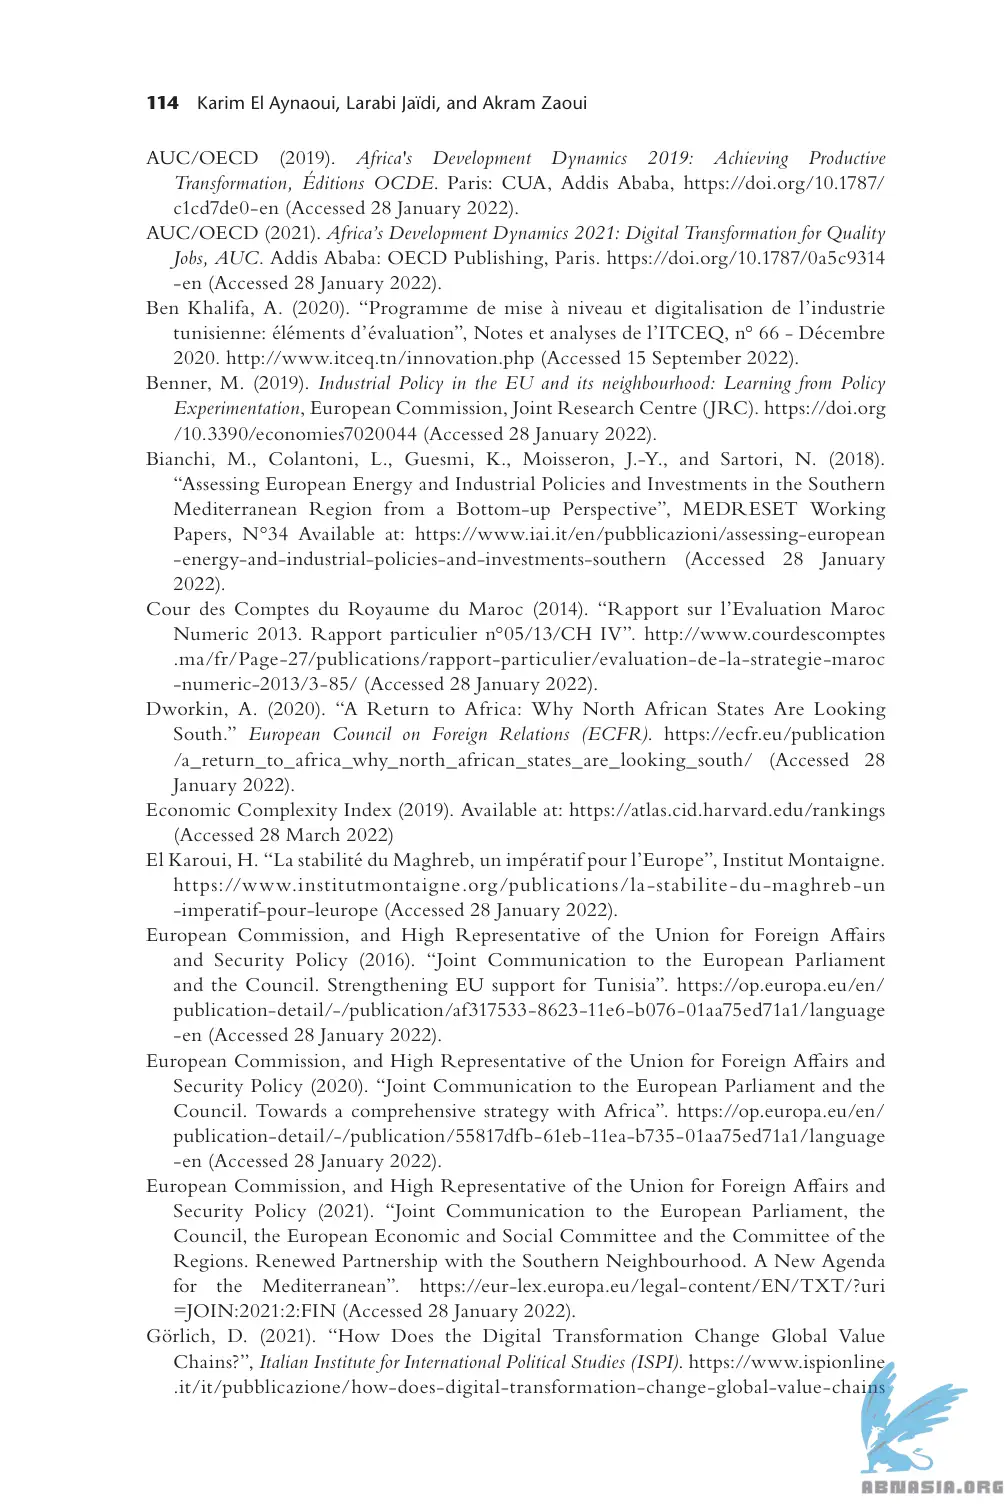 114 Karim El Aynaoui, Larabi Jaïdi, and Akram Zaoui
AUC/OECD (2019). Africa's Development Dynamics 2019: Achieving Productive
Transformation, Éditions OCDE. Paris: CUA, Addis Ababa, https://doi.org/10.1787/
c1cd7de0-en (Accessed 28 January 2022).
AUC/OECD (2021). Africa’s Development Dynamics 2021: Digital Transformation for Quality
Jobs, AUC. Addis Ababa: OECD Publishing, Paris. https://doi.org/10.1787/0a5c9314
-en (Accessed 28 January 2022).
Ben Khalifa, A. (2020). “Programme de mise à niveau et digitalisation de l’industrie
tunisienne: éléments d’évaluation”, Notes et analyses de l’ITCEQ, n° 66 - Décembre
2020. http://www.itceq.tn/innovation.php (Accessed 15 September 2022).
Benner, M. (2019). Industrial Policy in the EU and its neighbourhood: Learning from Policy
Experimentation, European Commission, Joint Research Centre (JRC). https://doi.org
/10.3390/economies7020044 (Accessed 28 January 2022).
Bianchi, M., Colantoni, L., Guesmi, K., Moisseron, J.-Y., and Sartori, N. (2018).
“Assessing European Energy and Industrial Policies and Investments in the Southern
Mediterranean Region from a Bottom-up Perspective”, MEDRESET Working
Papers, N°34 Available at: https://www.iai.it/en/pubblicazioni/assessing-european
-energy-and-industrial-policies-and-investments-southern (Accessed 28 January
2022).
Cour des Comptes du Royaume du Maroc (2014). “Rapport sur l’Evaluation Maroc
Numeric 2013. Rapport particulier n°05/13/CH IV”. http://www.courdescomptes
.ma/fr/Page-27/publications/rapport-particulier/evaluation-de-la-strategie-maroc
-numeric-2013/3-85/ (Accessed 28 January 2022).
Dworkin, A. (2020). “A Return to Africa: Why North African States Are Looking
South.” European Council on Foreign Relations (ECFR). https://ecfr.eu/publication
/a_return_to_africa_why_north_african_states_are_looking_south/ (Accessed 28
January 2022).
Economic Complexity Index (2019). Available at: https://atlas.cid.harvard.edu/rankings
(Accessed 28 March 2022)
El Karoui, H. “La stabilité du Maghreb, un impératif pour l’Europe”, Institut Montaigne.
https://www.institutmontaigne.org/publications/la-stabilite-du-maghreb-un
-imperatif-pour-leurope (Accessed 28 January 2022).
European Commission, and High Representative of the Union for Foreign Affairs
and Security Policy (2016). “Joint Communication to the European Parliament
and the Council. Strengthening EU support for Tunisia”. https://op.europa.eu/en/
publication-detail/-/publication/af317533-8623-11e6-b076-01aa75ed71a1/language
-en (Accessed 28 January 2022).
European Commission, and High Representative of the Union for Foreign Affairs and
Security Policy (2020). “Joint Communication to the European Parliament and the
Council. Towards a comprehensive strategy with Africa”. https://op.europa.eu/en/
publication-detail/-/publication/55817dfb-61eb-11ea-b735-01aa75ed71a1/language
-en (Accessed 28 January 2022).
European Commission, and High Representative of the Union for Foreign Affairs and
Security Policy (2021). “Joint Communication to the European Parliament, the
Council, the European Economic and Social Committee and the Committee of the
Regions. Renewed Partnership with the Southern Neighbourhood. A New Agenda
for the Mediterranean”. https://eur-lex.europa.eu/legal-content/EN/TXT/?uri
=JOIN:2021:2:FIN (Accessed 28 January 2022).
Görlich, D. (2021). “How Does the Digital Transformation Change Global Value
Chains?”, Italian Institute for International Political Studies (ISPI). https://www.ispionline
.it/it/pubblicazione/how-does-digital-transformation-change-global-value-chains
ABNASIA.ORG